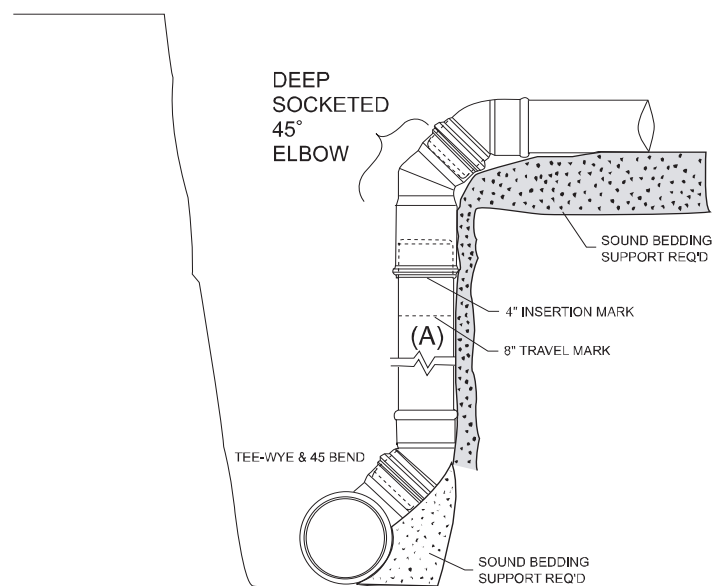 DEEP
SOCKETED
45°
ELBOW
SOUND BEDDING
SUPPORT REQ'D
4" INSERTION MARK
(A)
8" TRAVEL MARK
TEE-WYE & 45 BEND
SOUND BEDDING
SUPPORT REQ'D